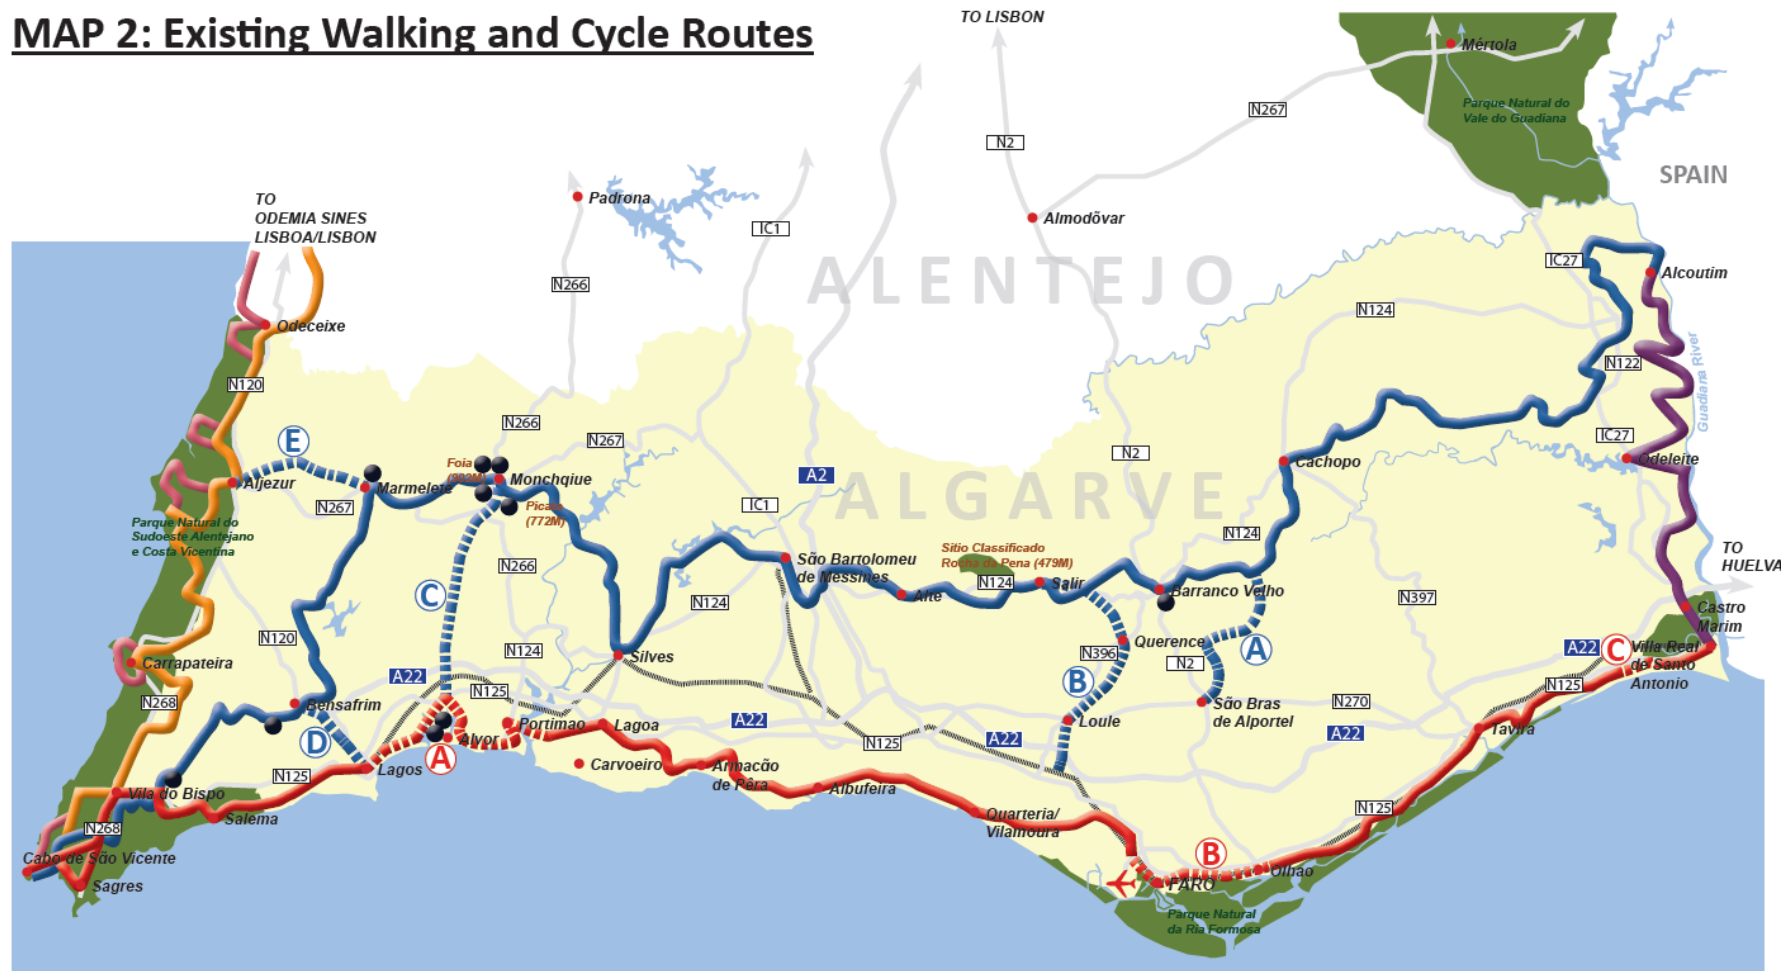 MAP 2: Existing Walking and Cycle Routes
TO LISBON
Mértola
N267
Parque Natural do
Vale do Guadiana
N2
SPAIN
TO
ODEMIA SINES
LISBOA/LISBON
Padrona
IC1
Almodõvar
ALENTEJO
N266
IC27
Alcoutim
N124
Odeceixe
Guadiana River
N122
N120
N266
N267
E
N2
IC27
Foia
(902M)
Monchqiue
Aljezur
Marmelete
A2
ALGARVE
Cachopo
Odeleite
N267
Picata
(772M)
IC1
Parque Natural do
Sudoeste Alentejano
e Costa Vicentina
N124
Sitio Classificado
Rocha da Pena (479M)
TO
HUELVA
São Bartolomeu
de Messines
N266
N124
Salir
Barranco Velho
C
Alte
N124
N397
Castro
Marim
N120
Querence
N396
A
N2
A22
C
Villa Real
de Santo
Antonio
N124
Silves
Carrapateira
A22
N125
B
N125
N268
Bensafrim
São Bras
de Alportel
N270
D
Alvor
Portimao
Lagoa
A22
Loule
A22
A22
Tavira
N125
A
Lagos
N125
Carvoeiro
Armacão
de Pêra
Vila do Bispo
Albufeira
N125
Salema
Quarteria/
Vilamoura
N268
Cabo de São Vicente
B
Olhao
Sagres
FARO
Parque Natural
da Ria Formosa